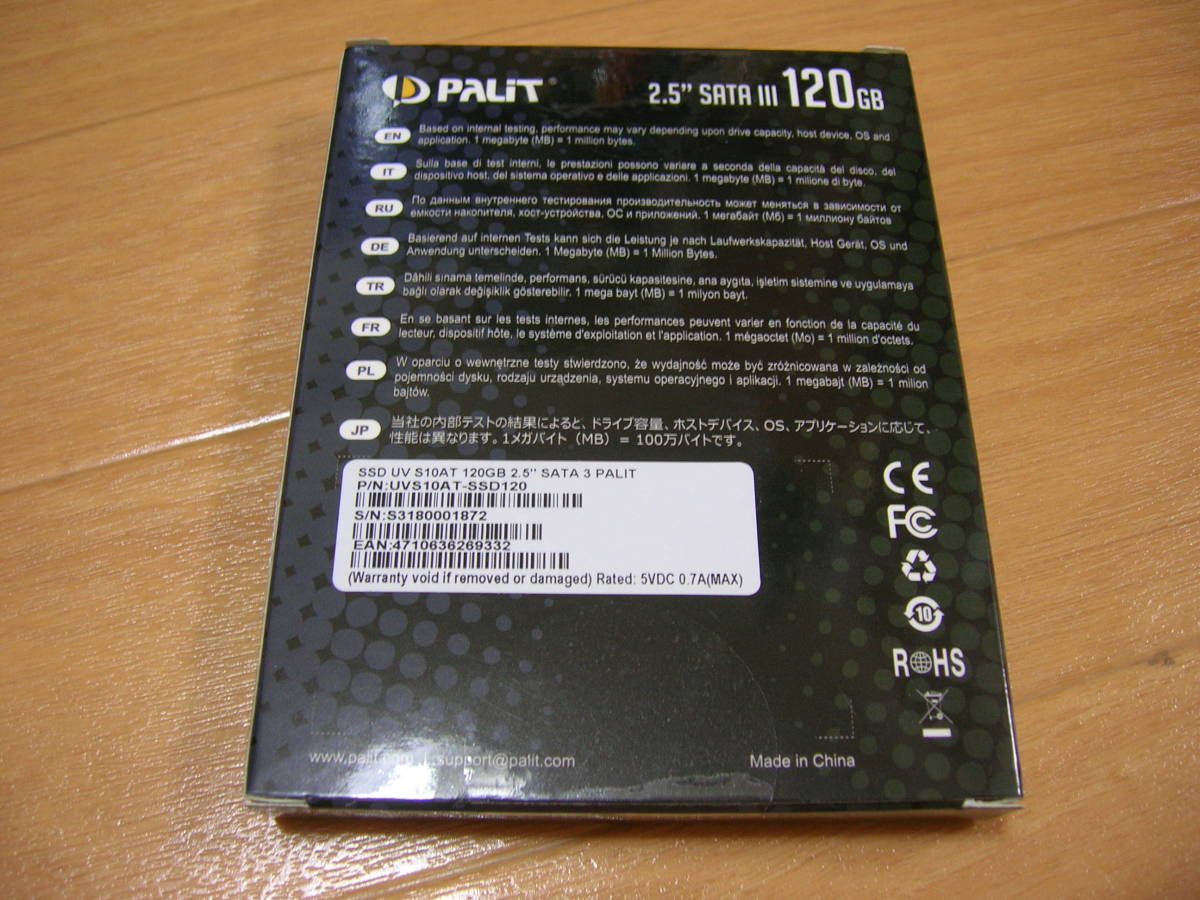 PALiT
2.5” SATA III 120GB
EN
Based on internal testing, performance may vary depending upon drive capacity, host device, OS and
application. 1 megabyte (MB) = 1 million bytes.
IT
Sulla base di test interni, le prestazioni possono variare a seconda della capacità del disco, del
dispositivo host, del sistema operativo e delle applicazioni. 1 megabyte (MB) = 1 milione di byte.
RU
По данным внутреннего тестирования производительность может меняться в зависимости от
емкости накопителя, хост-устройства, ОС и приложений. 1 мегабайт (Мб) = 1 миллиону байтов
DE
Basierend auf internen Tests kann sich die Leistung je nach Laufwerkskapazität, Host Gerät, OS und
Anwendung unterscheiden. 1 Megabyte (MB) = 1 Million Bytes.
TR
Dâhili sınama temelinde, performans, sürücü kapasitesine, ana aygıta, işletim sistemine ve uygulamaya
bağlı olarak değişiklik gösterebilir. 1 mega bayt (MB) = 1 milyon bayt.
FR
En se basant sur les tests internes, les performances peuvent varier en fonction de la capacité du
lecteur, dispositif hôte, le système d'exploitation et l'application. 1 mégaoctet (Mo) = 1 million d'octets.
PL
W oparciu o wewnętrzne testy stwierdzono, że wydajność może być zróżnicowana w zależności od
pojemności dysku, rodzaju urządzenia, systemu operacyjnego i aplikacji. 1 megabajt (MB) = 1 milion
bajtów.
JP
当社の内部テストの結果によると、ドライブ容量、ホストデバイス、OS、アプリケーションに応じて、
性能は異なります。1メガバイト（MB）＝100万バイトです。
SSD UV S10AT 120GB 2.5'' SATA 3 PALIT
P/N:UVS10AT-SSD120
S/N:S3180001872
EAN:4710636269332
(Warranty void if removed or damaged) Rated: 5VDC 0.7A(MAX)
CE
FC
10
ROHS
www.palit.com | support@palit.com
Made in China